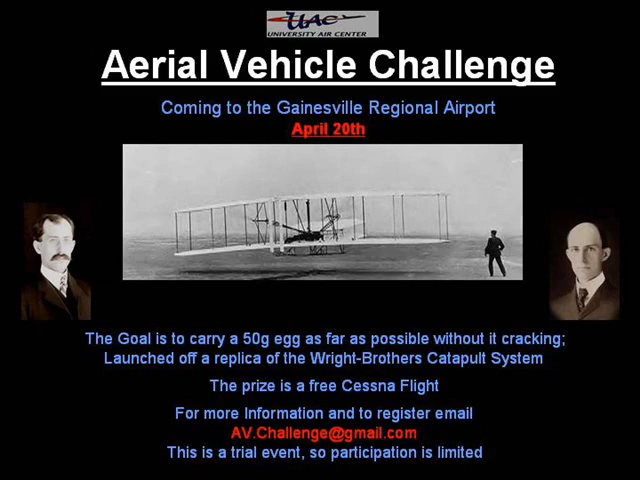 UAC
UNIVERSITY AIR CENTER
Aerial Vehicle Challenge
Coming to the Gainesville Regional Airport
April 20th
The Goal is to carry a 50g egg as far as possible without it cracking;
Launched off a replica of the Wright-Brothers Catapult System
The prize is a free Cessna Flight
For more Information and to register email
AV.Challenge@gmail.com
This is a trial event, so participation is limited